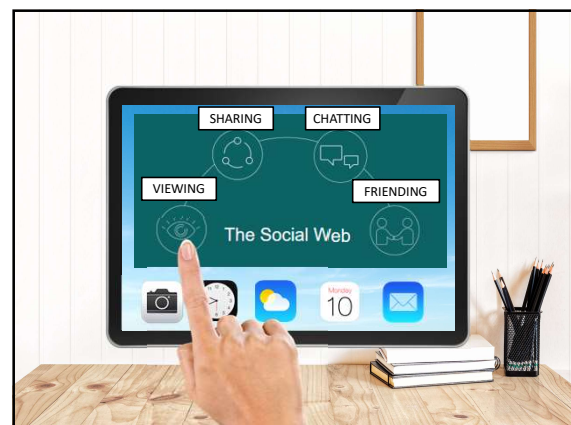 SHARING
CHATTING
VIEWING
FRIENDING
The Social Web
Monday
10